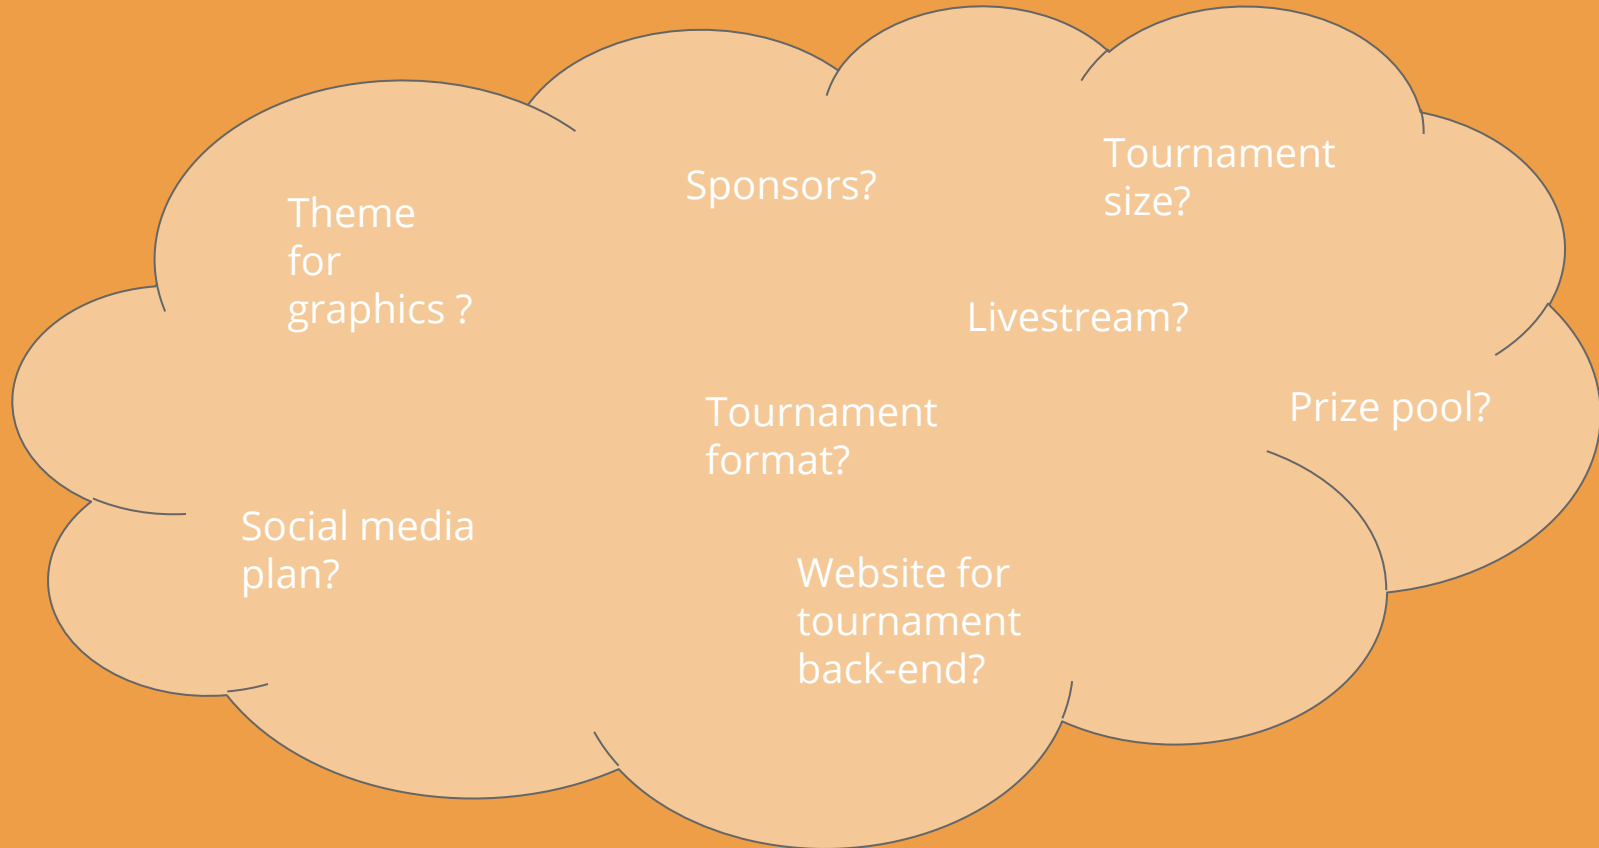 Theme
for
graphics ?
Sponsors?
Tournament
size?
Livestream?
Tournament
format?
Prize pool?
Social media
plan?
Website for
tournament
back-end?